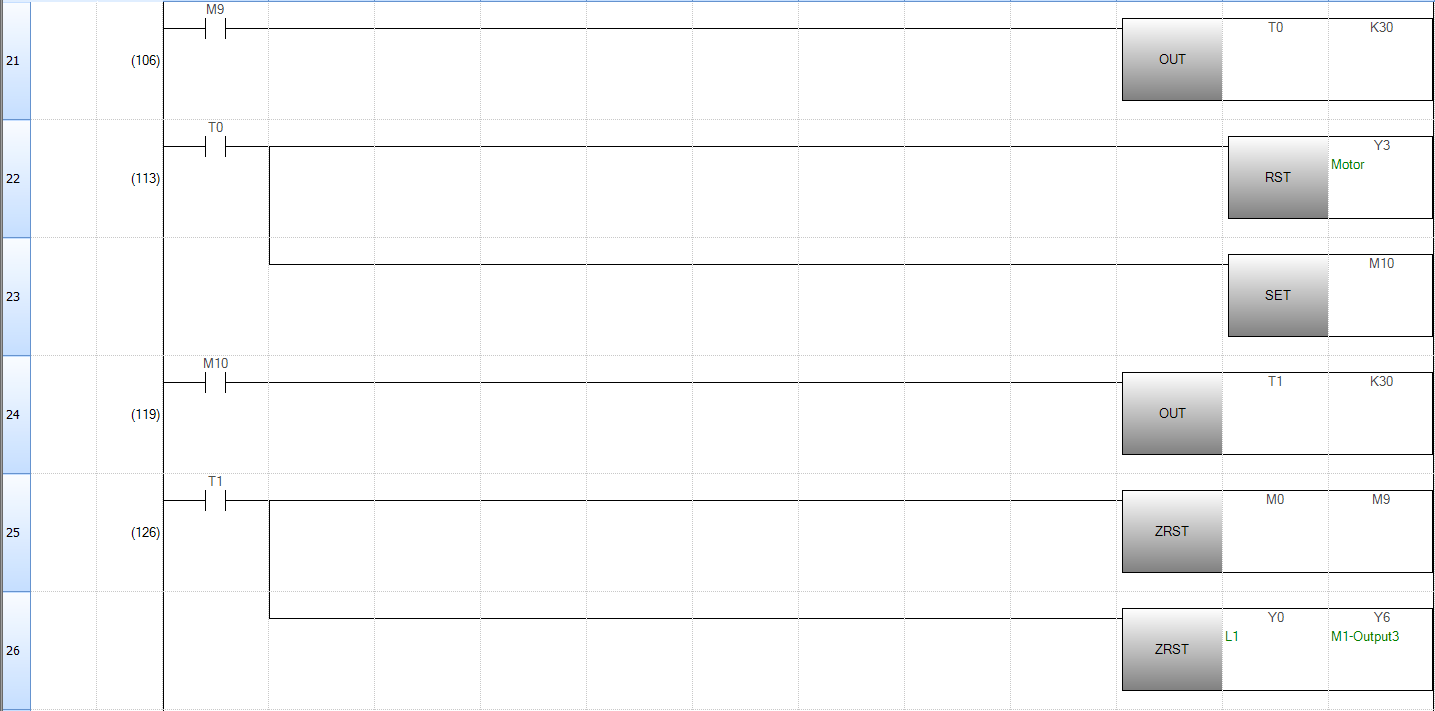 M9
21 (106) OUT T0 K30
T0
22 (113) RST Y3
Motor
23 SET M10
M10
24 (119) OUT T1 K30
T1
25 (126) ZRST M0 M9
26 ZRST Y0 Y6
L1 M1-Output3